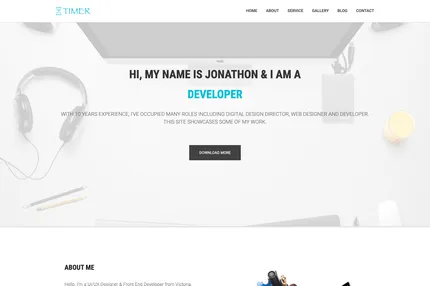 TIMER
HOME ABOUT SERVICE GALLERY BLOG CONTACT
HI, MY NAME IS JONATHON & I AM A
DEVELOPER
WITH 10 YEARS EXPERIENCE, I'VE OCCUPIED MANY ROLES INCLUDING DIGITAL DESIGN DIRECTOR, WEB DESIGNER AND DEVELOPER.
THIS SITE SHOWCASES SOME OF MY WORK.
DOWNLOAD MORE
ABOUT ME
Hello, I'm a UI/UX Designer & Front End Developer from Victoria,